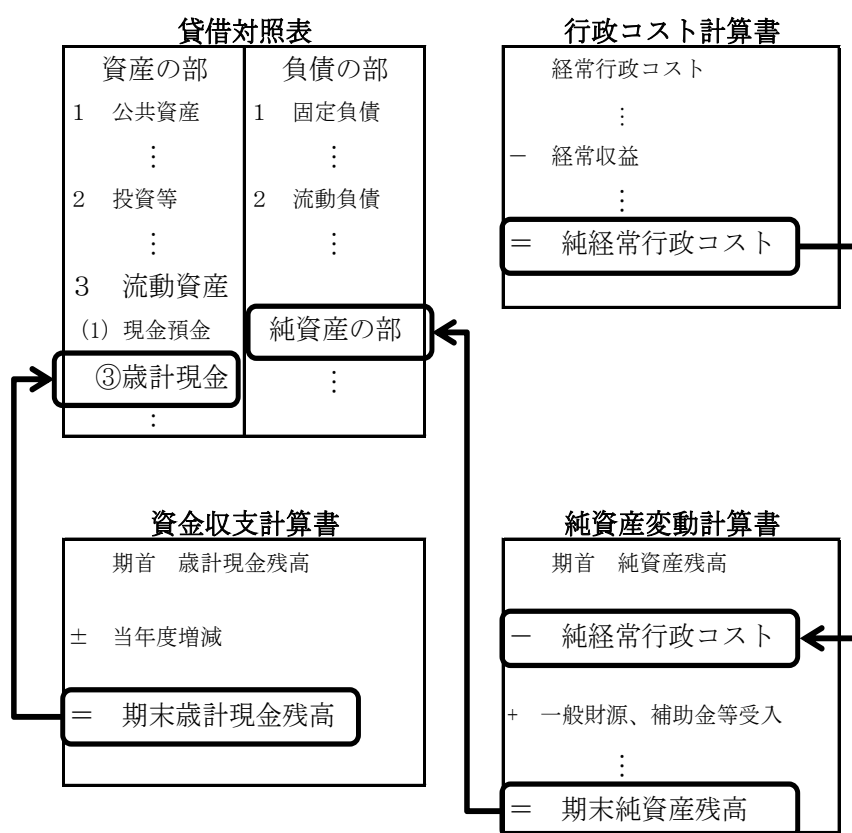 貸借対照表
資産の部
1 公共資産
⋮
2 投資等
⋮
3 流動資産
(1) 現金預金
③歳計現金
⋮
負債の部
1 固定負債
⋮
2 流動負債
⋮
純資産の部
⋮
行政コスト計算書
経常行政コスト
⋮
－ 経常収益
⋮
＝ 純経常行政コスト
資金収支計算書
期首 歳計現金残高
± 当年度増減
＝ 期末歳計現金残高
純資産変動計算書
期首 純資産残高
－ 純経常行政コスト
+ 一般財源、補助金等受入
⋮
＝ 期末純資産残高